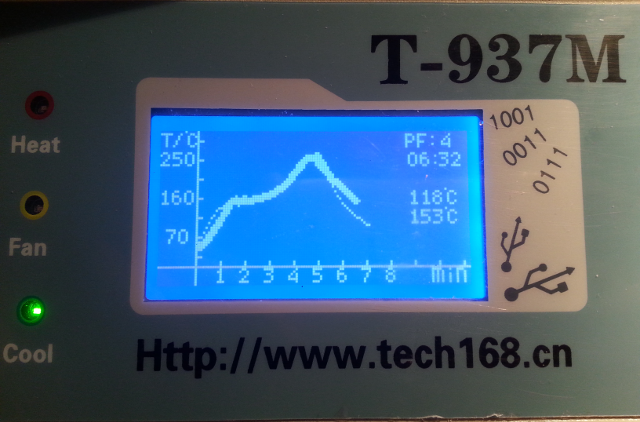 T-937M
1001
0011
0111
Heat
Fan
Cool
T/℃
250
160
70
1 2 3 4 5 6 7 8 min
PF:4
06:32
118℃
153℃
Http://www.tech168.cn